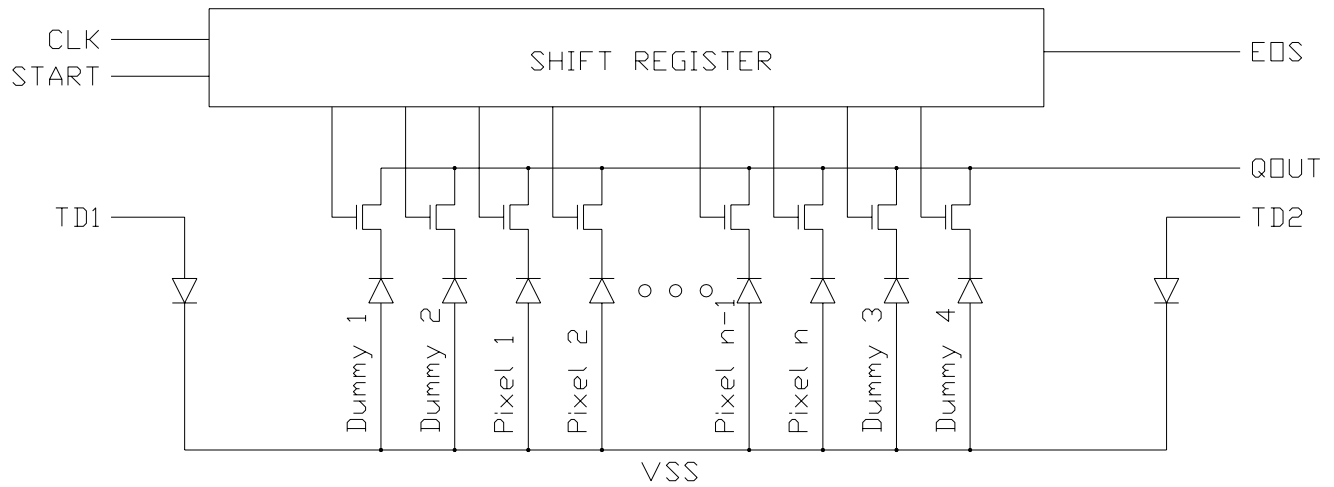 CLK
START
SHIFT REGISTER
EOS
QOUT
TD1
TD2
Dummy 1
Dummy 2
Pixel 1
Pixel 2
Pixel n-1
Pixel n
Dummy 3
Dummy 4
VSS